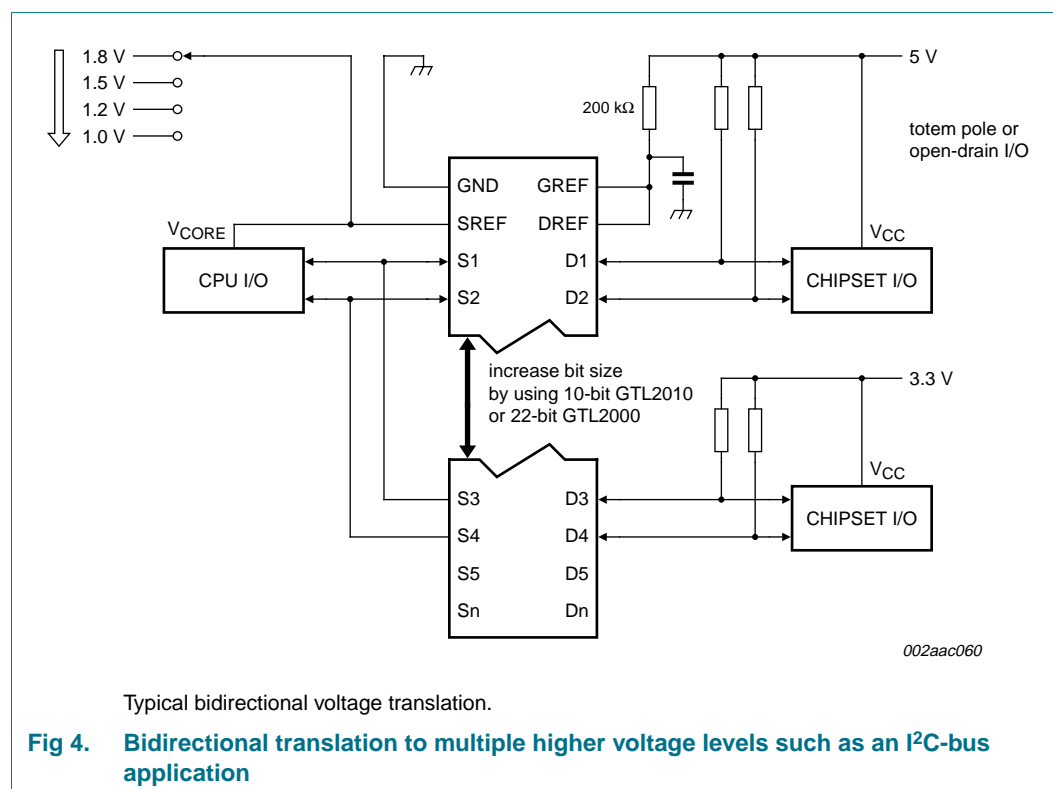 1.8 V
1.5 V
1.2 V
1.0 V
5 V
200 kΩ
totem pole or
open-drain I/O
GND
GREF
SREF
DREF
VCORE
VCC
CPU I/O
S1
D1
CHIPSET I/O
S2
D2
increase bit size
by using 10-bit GTL2010
or 22-bit GTL2000
3.3 V
VCC
S3
D3
CHIPSET I/O
S4
D4
S5
D5
Sn
Dn
002aac060
Typical bidirectional voltage translation.
Fig 4. Bidirectional translation to multiple higher voltage levels such as an I²C-bus
application